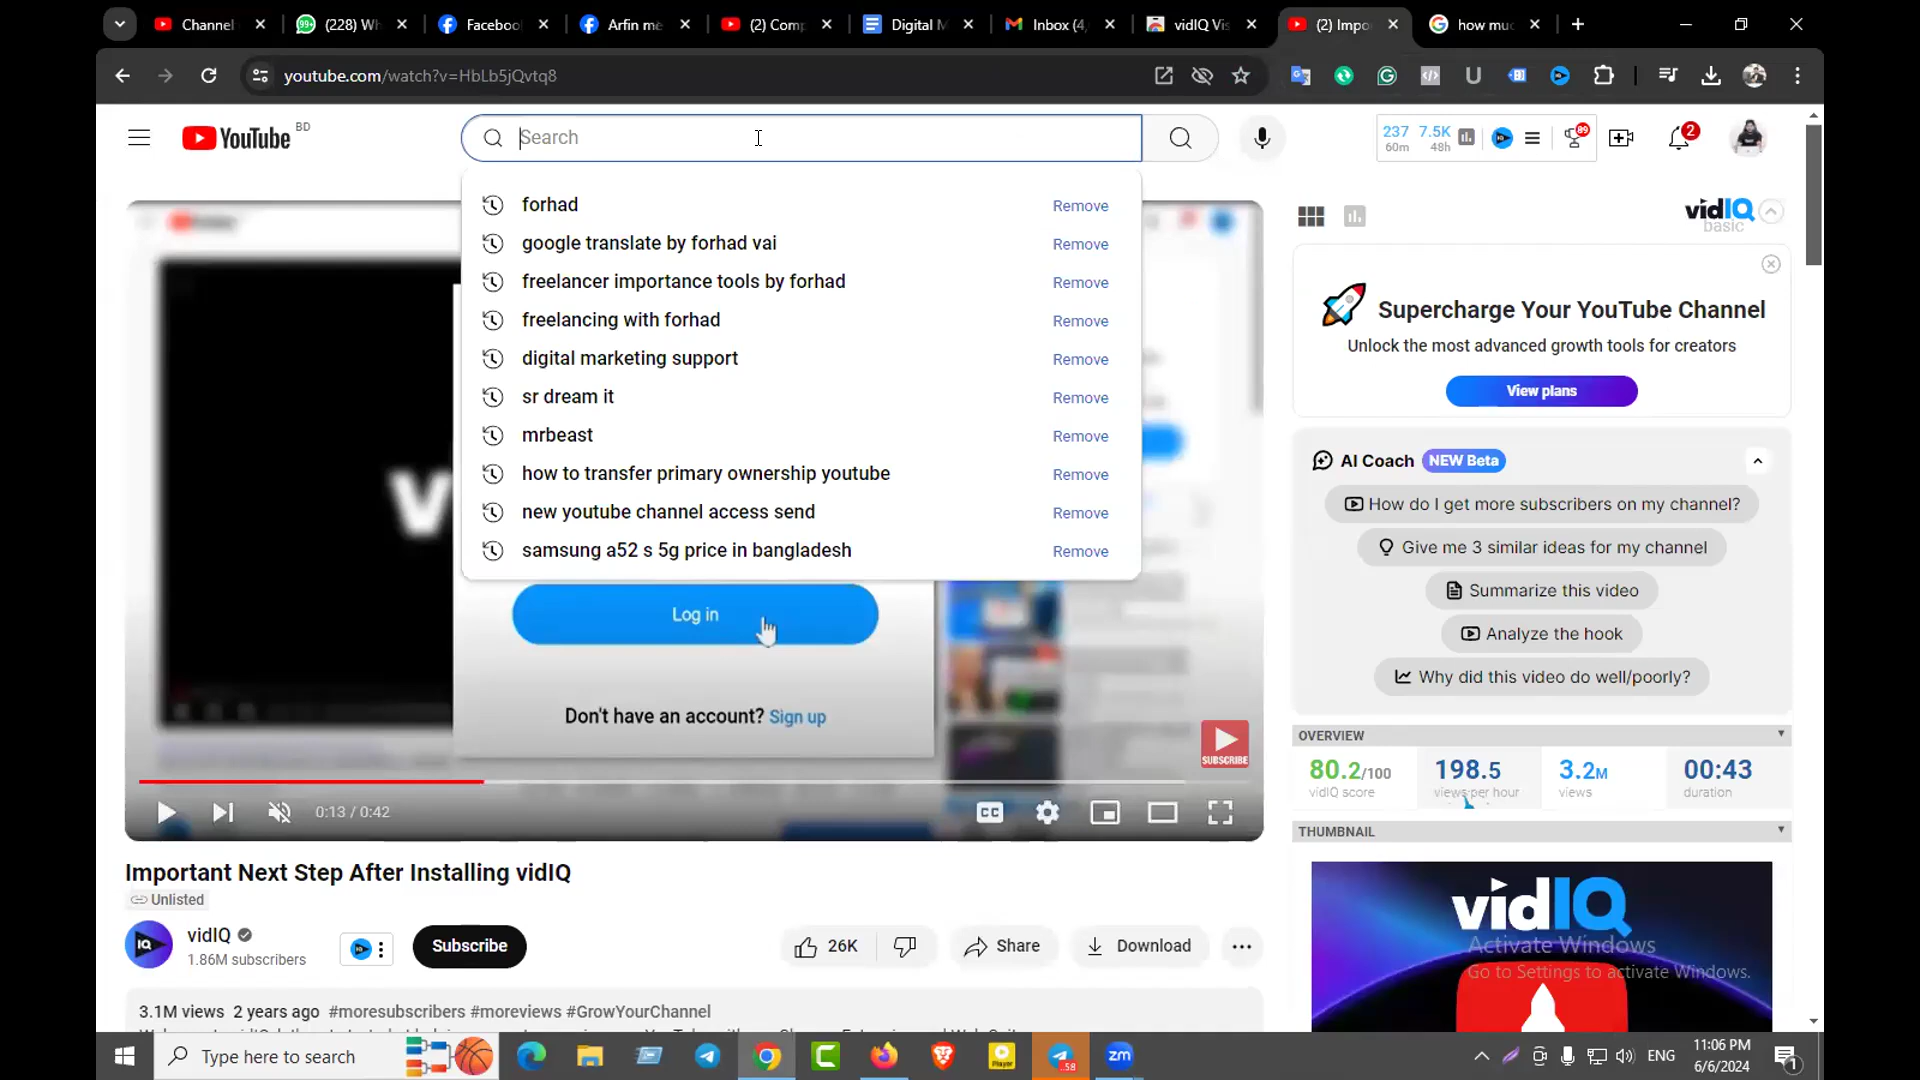 Channel
(228) Wh
Faceboo
Arfin me
(2) Comp
Digital M
Inbox (4,
vidIQ Vis
(2) Impo
how muc
youtube.com/watch?v=HbLb5jQvtq8
YouTube BD
Search
237 7.5K
60m 48h
89
2
forhad Remove
google translate by forhad vai Remove
freelancer importance tools by forhad Remove
freelancing with forhad Remove
digital marketing support Remove
sr dream it Remove
mrbeast Remove
how to transfer primary ownership youtube Remove
new youtube channel access send Remove
samsung a52 s 5g price in bangladesh Remove
Log in
Don't have an account? Sign up
SUBSCRIBE
CC
0:13 / 0:42
vidIQ
basic
Supercharge Your YouTube Channel
Unlock the most advanced growth tools for creators
View plans
AI Coach NEW Beta
How do I get more subscribers on my channel?
Give me 3 similar ideas for my channel
Summarize this video
Analyze the hook
Why did this video do well/poorly?
OVERVIEW
80.2/100 198.5 3.2M 00:43
vidIQ score views per hour views duration
THUMBNAIL
vidIQ
Activate Windows
Go to Settings to activate Windows.
Important Next Step After Installing vidIQ
Unlisted
IQ
vidIQ
1.86M subscribers
Subscribe
26K
Share
Download
3.1M views 2 years ago #moresubscribers #moreviews #GrowYourChannel
Type here to search
Player
58
zm
ENG
11:06 PM
6/6/2024
1